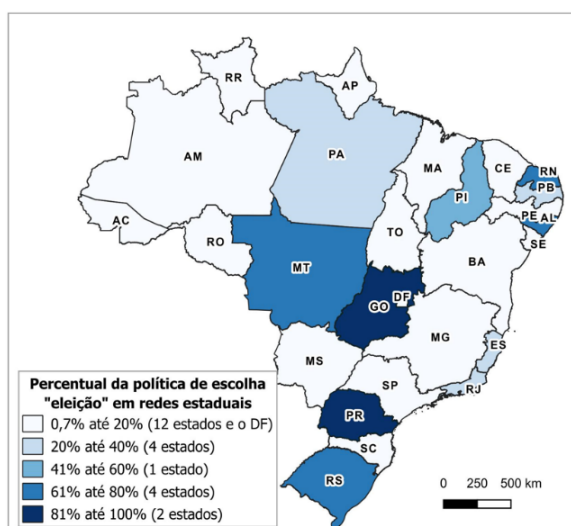 RR
AP
AM
PA
MA
CE
RN
PB
PI
PE
AL
SE
AC
TO
RO
BA
MT
DF
GO
MG
ES
MS
SP
RJ
PR
SC
RS
Percentual da política de escolha
"eleição" em redes estaduais
0,7% até 20% (12 estados e o DF)
20% até 40% (4 estados)
41% até 60% (1 estado)
61% até 80% (4 estados)
81% até 100% (2 estados)
0 250 500 km